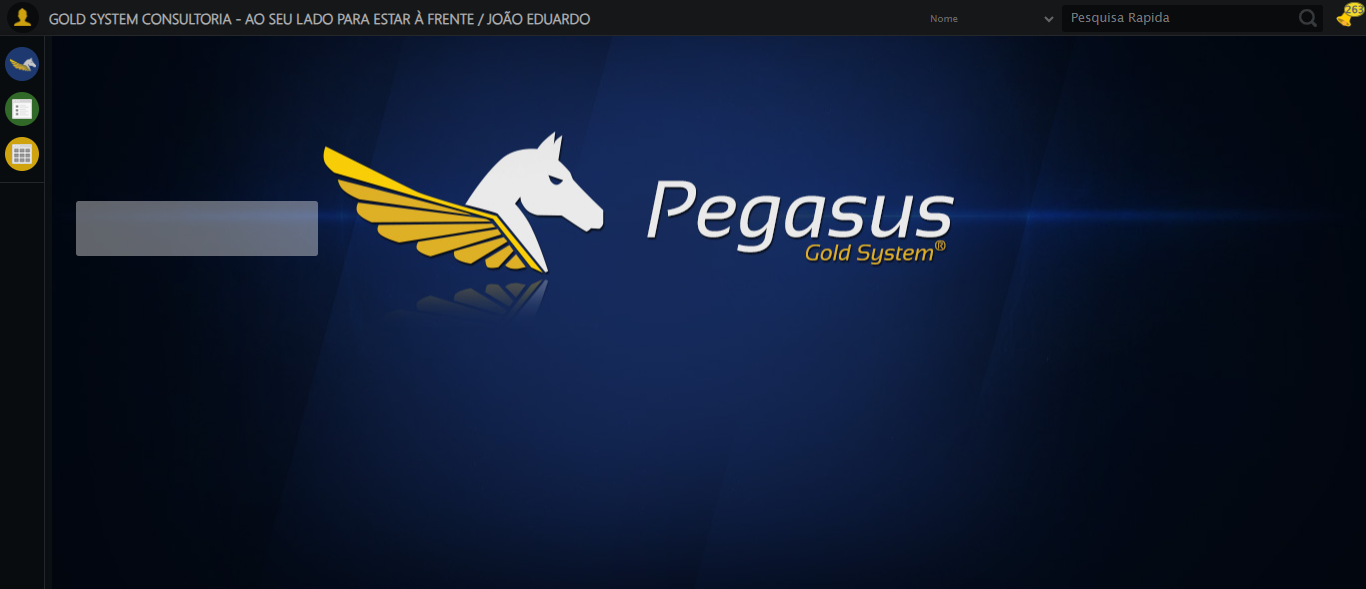 GOLD SYSTEM CONSULTORIA - AO SEU LADO PARA ESTAR À FRENTE / JOÃO EDUARDO
Nome
Pesquisa Rapida
263
Pegasus
Gold System®